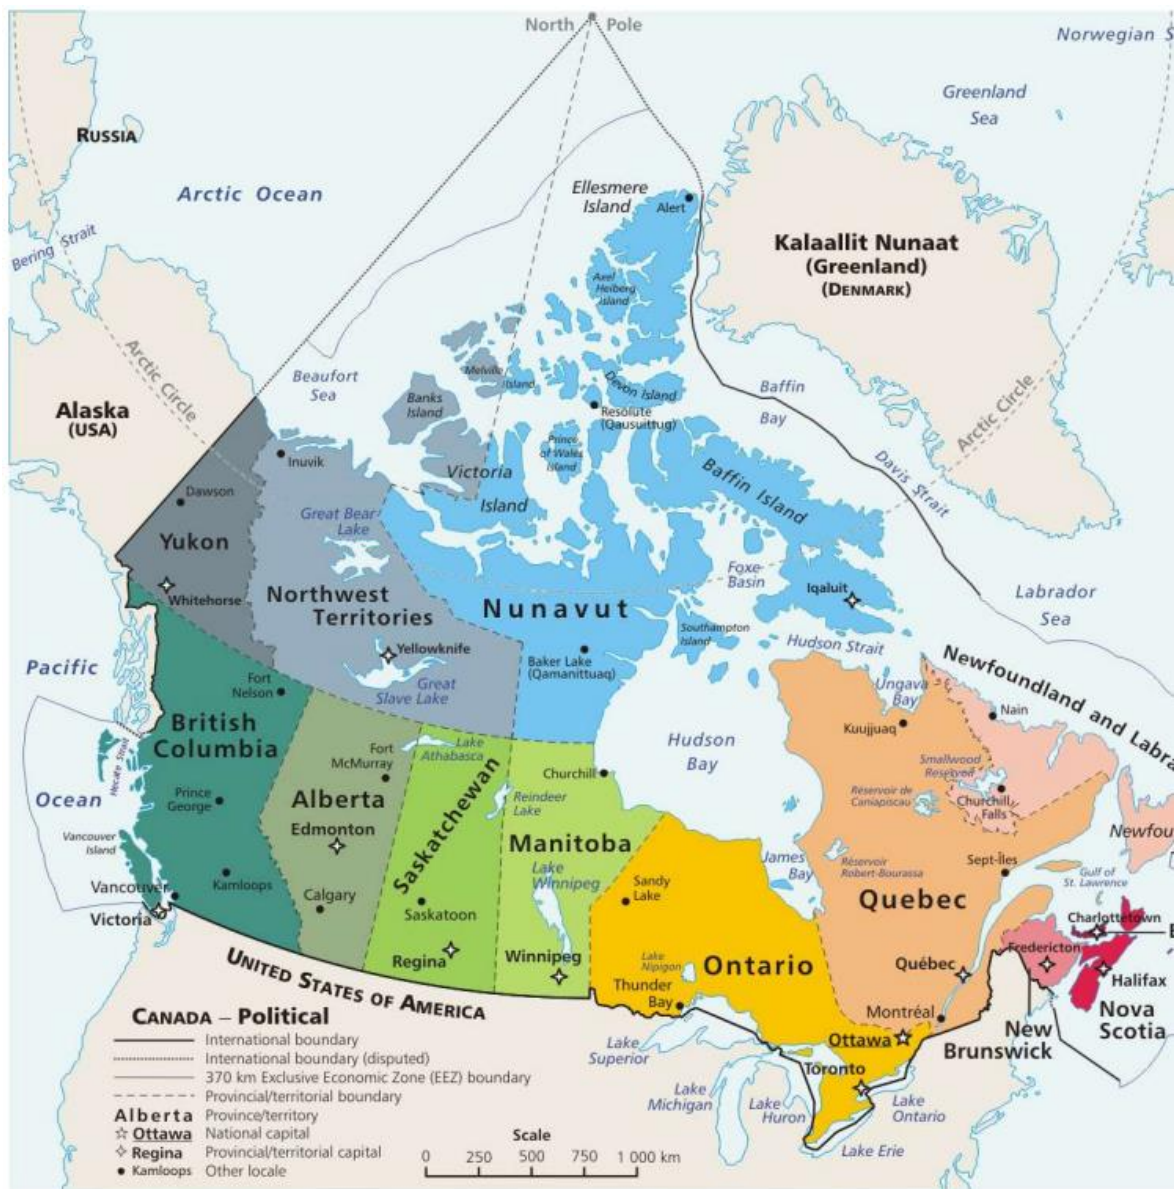 North Pole
Norwegian S
Greenland
Sea
RUSSIA
Arctic Ocean
Ellesmere
Island
Alert
Bering Strait
Kalaallit Nunaat
(Greenland)
(DENMARK)
Axel
Heiberg
Island
Arctic Circle
Beaufort
Sea
Melville
Island
Devon Island
Baffin
Bay
Arctic Circle
Alaska
(USA)
Banks
Island
Resolute
(Qausuittuq)
Prince
of Wales
Island
Inuvik
Victoria
Island
Baffin Island
Davis Strait
Dawson
Great Bear
Lake
Yukon
Foxe-
Basin
Whitehorse
Northwest
Territories
Nunavut
Iqaluit
Labrador
Sea
Southampton
Island
Hudson Strait
Yellowknife
Baker Lake
(Qamanittuaq)
Pacific
Fort
Nelson
Great
Slave Lake
Ungava
Bay
Newfoundland and Labra
Nain
Kuujjuaq
British
Columbia
Fort
McMurray
Lake
Athabasca
Hudson
Bay
Hecate Strait
Churchill
Smallwood
Reservoir
Ocean
Prince
George
Alberta
Edmonton
Saskatchewan
Reindeer
Lake
Réservoir de
Caniapiscau
Churchill
Falls
Vancouver
Island
Manitoba
Newfou
Lake
Winnipeg
James
Bay
Réservoir
Robert-Bourassa
Sept-Îles
Kamloops
Gulf of
St. Lawrence
Vancouver
Victoria
Calgary
Saskatoon
Sandy
Lake
Quebec
Charlottetown
Fredericton
Regina
Winnipeg
Lake
Nipigon
Ontario
Québec
Halifax
UNITED STATES OF AMERICA
Thunder
Bay
Montréal
Nova
Scotia
New
Brunswick
Ottawa
Lake
Superior
Toronto
Lake
Michigan
Lake
Huron
Lake
Ontario
Lake Erie
CANADA – Political
International boundary
International boundary (disputed)
370 km Exclusive Economic Zone (EEZ) boundary
Provincial/territorial boundary
Alberta Province/territory
Ottawa National capital
Regina Provincial/territorial capital
Kamloops Other locale
Scale
0 250 500 750 1 000 km